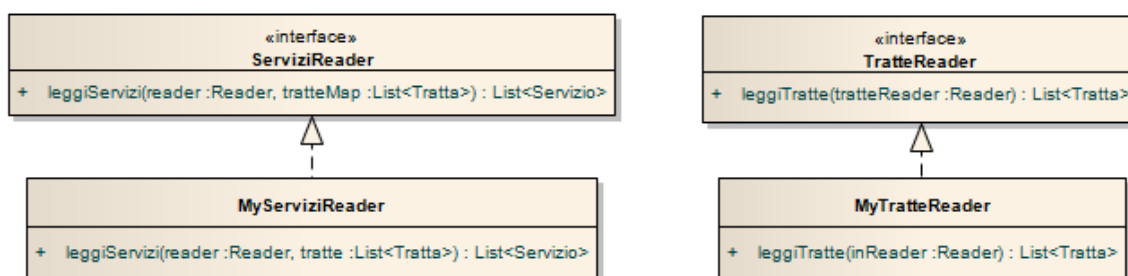 «interface»
ServiziReader
+ leggiServizi(reader :Reader, tratteMap :List<Tratta>) : List<Servizio>
MyServiziReader
+ leggiServizi(reader :Reader, tratte :List<Tratta>) : List<Servizio>
«interface»
TratteReader
+ leggiTratte(tratteReader :Reader) : List<Tratta>
MyTratteReader
+ leggiTratte(inReader :Reader) : List<Tratta>